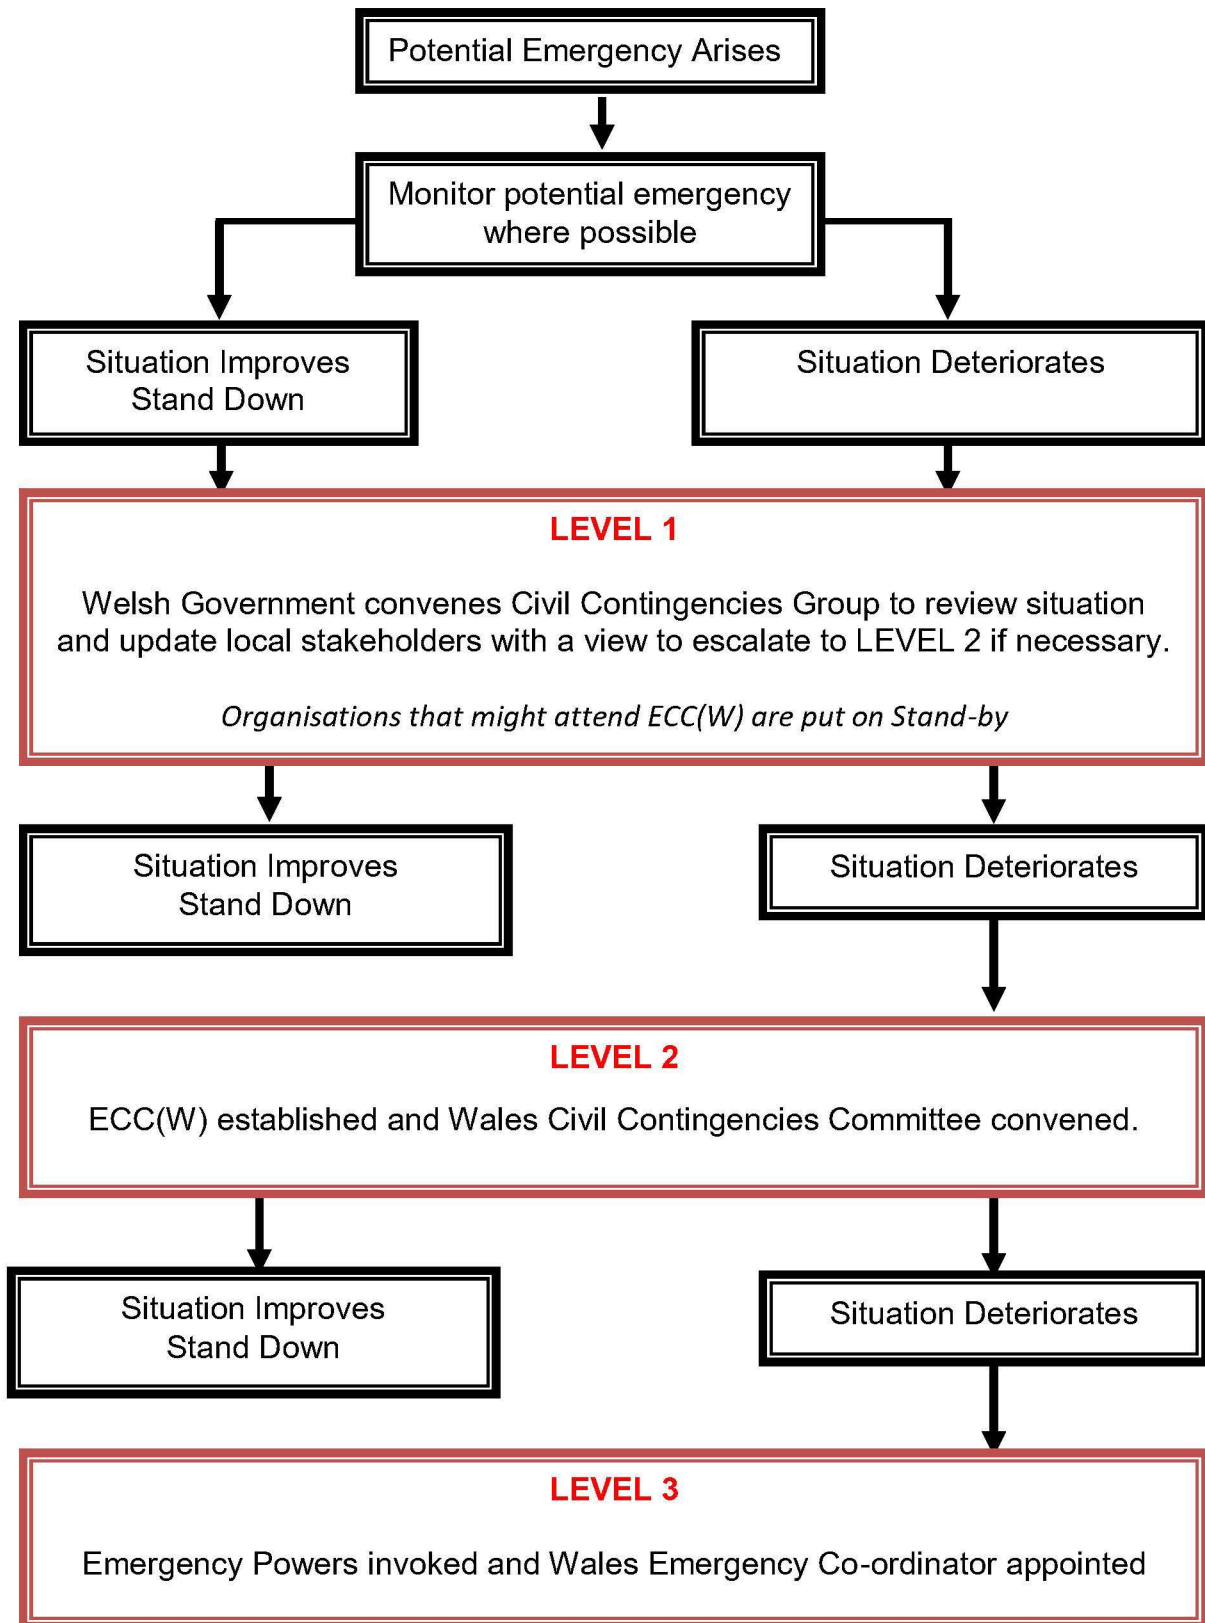 Potential Emergency Arises
Monitor potential emergency
where possible
Situation Improves
Stand Down
Situation Deteriorates
LEVEL 1
Welsh Government convenes Civil Contingencies Group to review situation
and update local stakeholders with a view to escalate to LEVEL 2 if necessary.
Organisations that might attend ECC(W) are put on Stand-by
Situation Improves
Stand Down
Situation Deteriorates
LEVEL 2
ECC(W) established and Wales Civil Contingencies Committee convened.
Situation Improves
Stand Down
Situation Deteriorates
LEVEL 3
Emergency Powers invoked and Wales Emergency Co-ordinator appointed